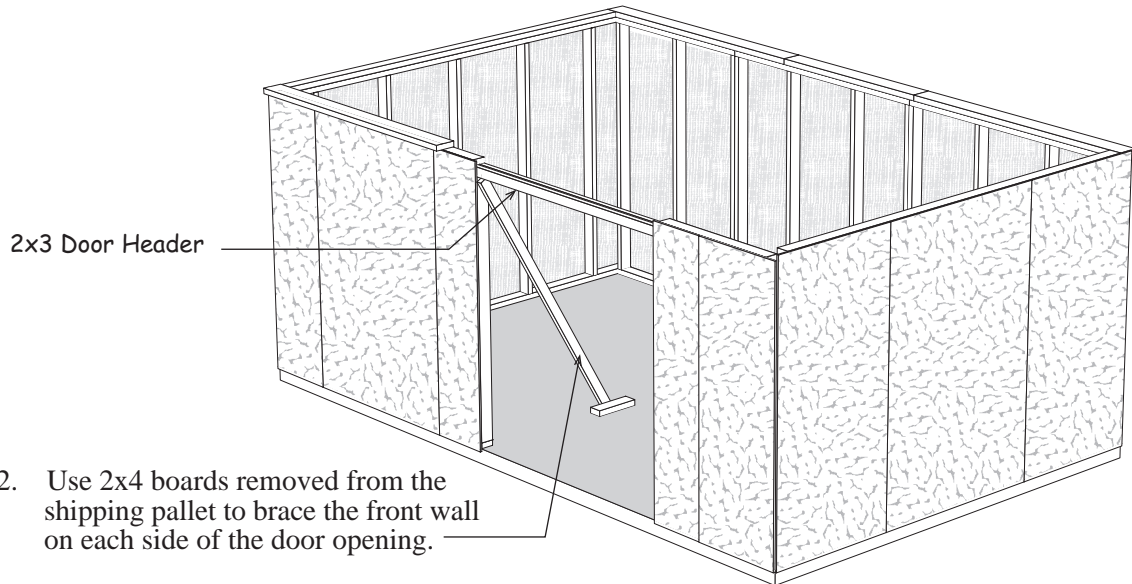 2x3 Door Header
2. Use 2x4 boards removed from the
shipping pallet to brace the front wall
on each side of the door opening.